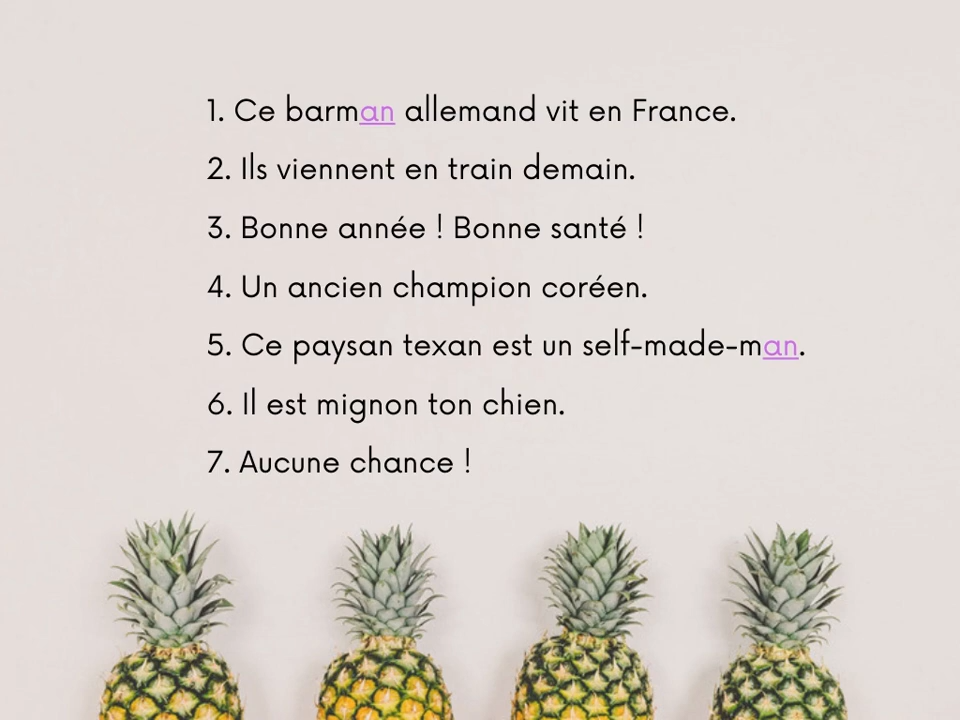 1. Ce barman allemand vit en France.
2. Ils viennent en train demain.
3. Bonne année ! Bonne santé !
4. Un ancien champion coréen.
5. Ce paysan texan est un self-made-man.
6. Il est mignon ton chien.
7. Aucune chance !